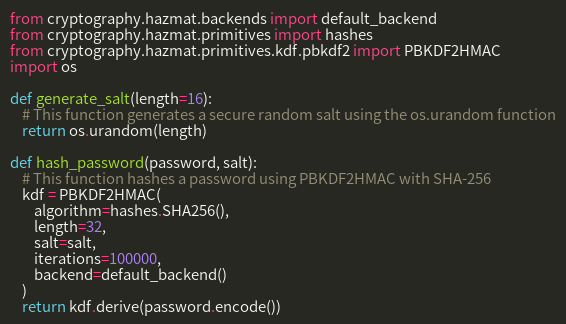 from cryptography.hazmat.backends import default_backend
from cryptography.hazmat.primitives import hashes
from cryptography.hazmat.primitives.kdf.pbkdf2 import PBKDF2HMAC
import os

def generate_salt(length=16):
    # This function generates a secure random salt using the os.urandom function
    return os.urandom(length)

def hash_password(password, salt):
    # This function hashes a password using PBKDF2HMAC with SHA-256
    kdf = PBKDF2HMAC(
        algorithm=hashes.SHA256(),
        length=32,
        salt=salt,
        iterations=100000,
        backend=default_backend()
    )
    return kdf.derive(password.encode())